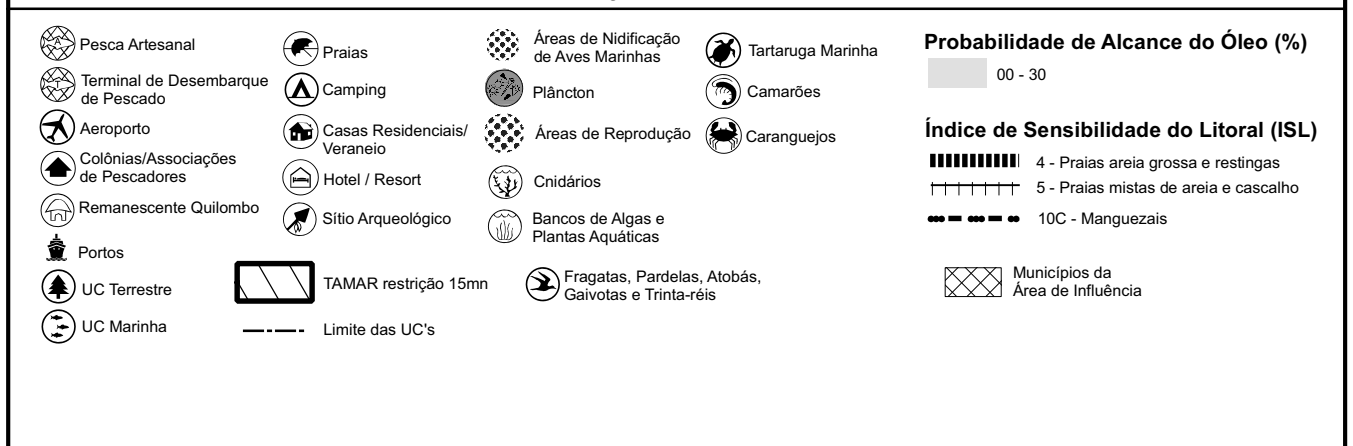 Pesca Artesanal
Terminal de Desembarque
de Pescado
Aeroporto
Colônias/Associações
de Pescadores
Remanescente Quilombo
Portos
UC Terrestre
UC Marinha
Praias
Camping
Casas Residenciais/
Veraneio
Hotel / Resort
Sítio Arqueológico
TAMAR restrição 15mn
Limite das UC's
Áreas de Nidificação
de Aves Marinhas
Plâncton
Áreas de Reprodução
Cnidários
Bancos de Algas e
Plantas Aquáticas
Fragatas, Pardelas, Atobás,
Gaivotas e Trinta-réis
Tartaruga Marinha
Camarões
Caranguejos
Probabilidade de Alcance do Óleo (%)
00 - 30
Índice de Sensibilidade do Litoral (ISL)
4 - Praias areia grossa e restingas
5 - Praias mistas de areia e cascalho
10C - Manguezais
Municípios da
Área de Influência